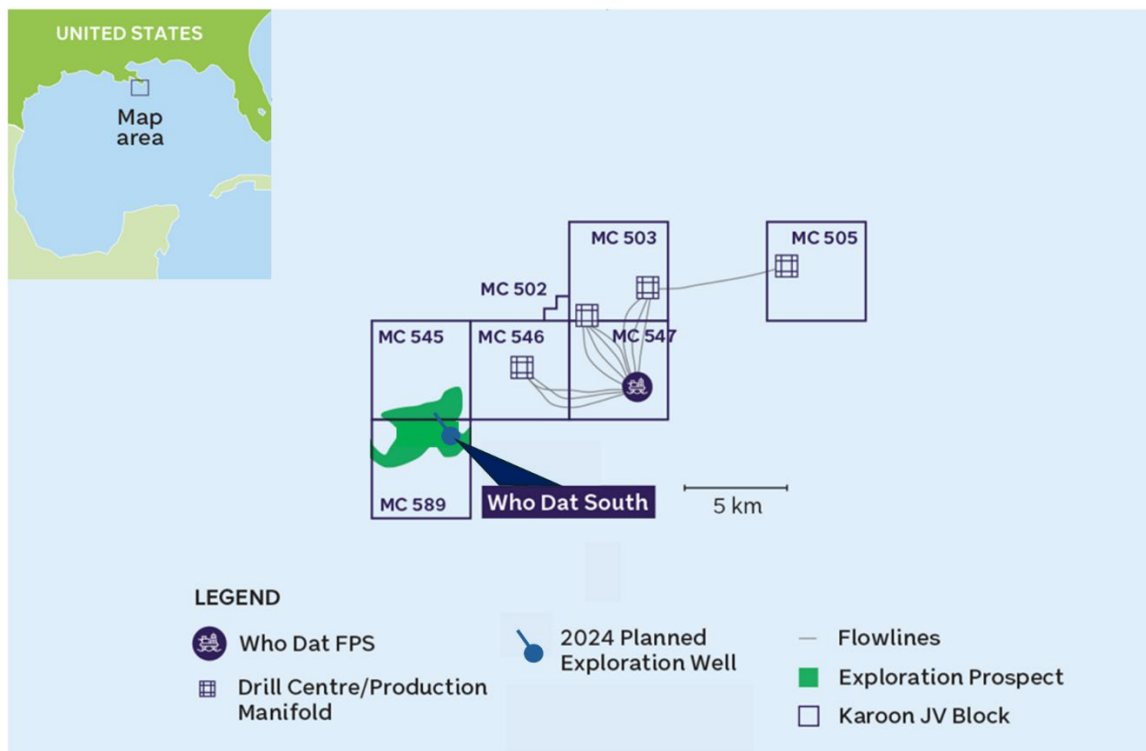 UNITED STATES
Map
area
MC 503
MC 505
MC 502
MC 545
MC 546
MC 547
MC 589
Who Dat South
5 km
LEGEND
Who Dat FPS
Drill Centre/Production
Manifold
2024 Planned
Exploration Well
Flowlines
Exploration Prospect
Karoon JV Block